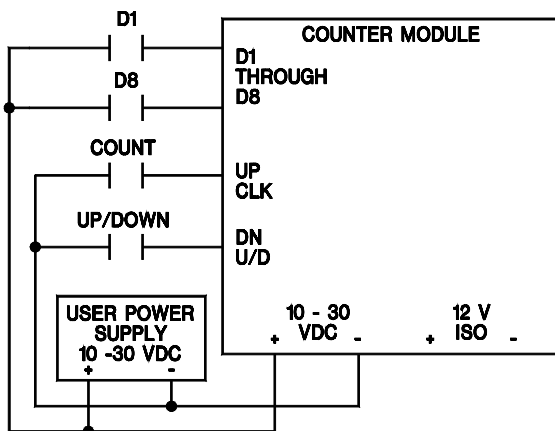 D1
COUNTER MODULE
D1
THROUGH
D8
D8
COUNT
UP
CLK
UP/DOWN
DN
U/D
USER POWER
SUPPLY
10 -30 VDC
+ -
10 - 30
+ VDC -
12 V
+ ISO -